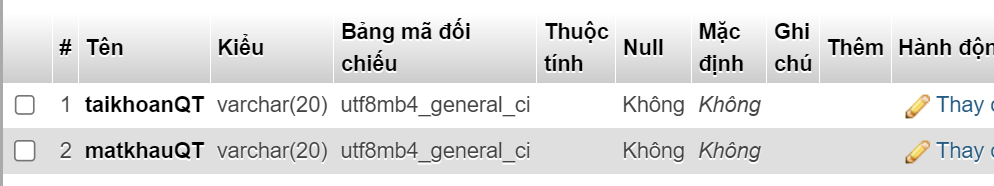 # Tên Kiểu Bảng mã đối chiếu Thuộc tính Null Mặc định Ghi chú Thêm Hành độn
1 taikhoanQT varchar(20) utf8mb4_general_ci Không Không Thay
2 matkhauQT varchar(20) utf8mb4_general_ci Không Không Thay